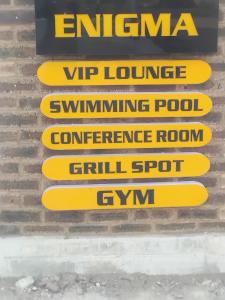 ENIGMA
VIP LOUNGE
SWIMMING POOL
CONFERENCE ROOM
GRILL SPOT
GYM